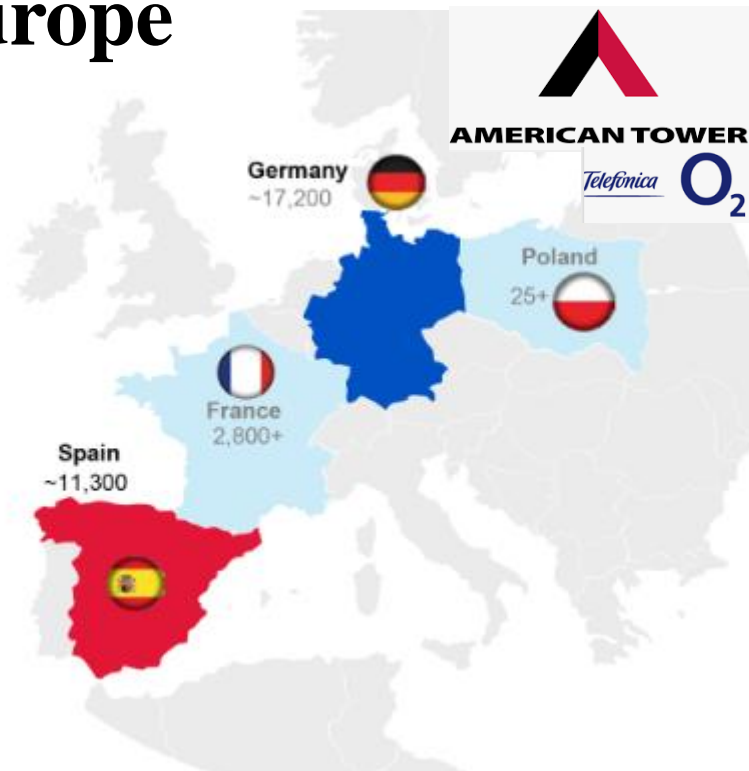 urope
AMERICAN TOWER
Telefónica O2
Germany
~17,200
Poland
25+
France
2,800+
Spain
~11,300